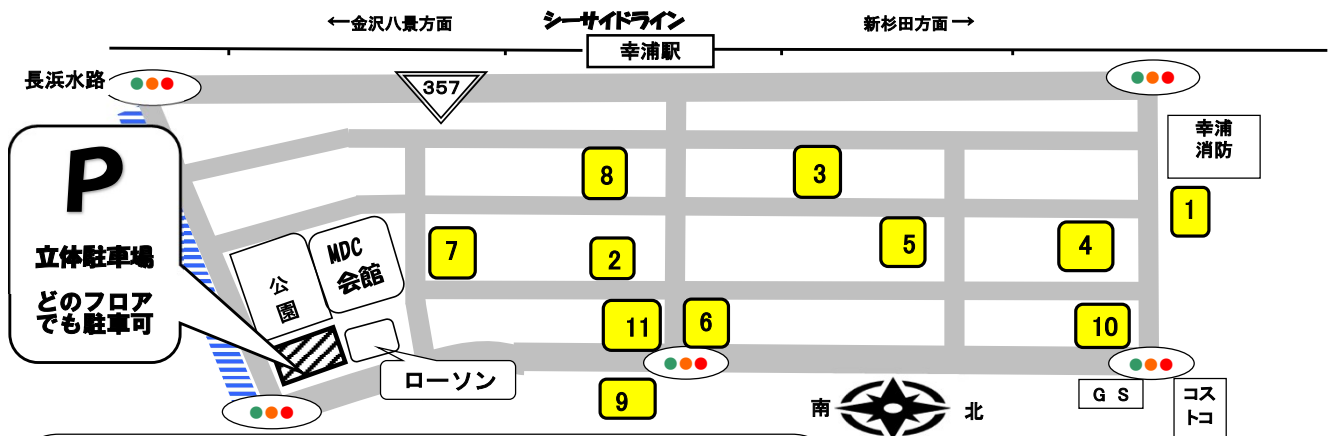 ←金沢八景方面
シーサイドライン
新杉田方面→
幸浦駅
長浜水路
357
幸浦
消防
P
立体駐車場
どのフロア
でも駐車可
8
3
1
7
2
5
4
MDC
会館
公
園
11
6
10
ローソン
9
南
北
GS
コス
トコ